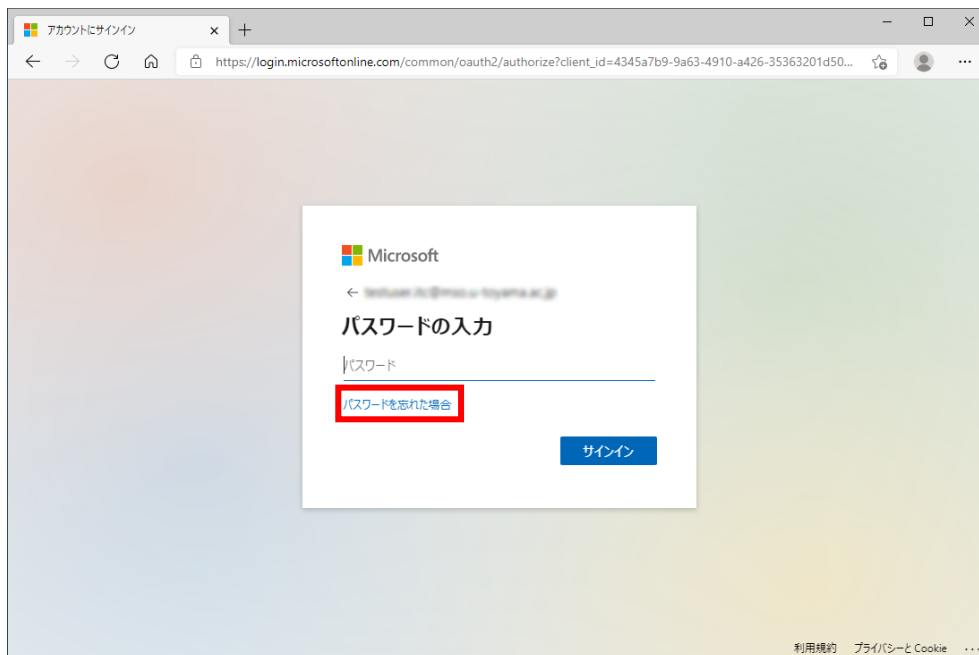 アカウントにサインイン
https://login.microsoftonline.com/common/oauth2/authorize?client_id=4345a7b9-9a63-4910-a426-35363201d50...
Microsoft
パスワードの入力
パスワード
パスワードを忘れた場合
サインイン
利用規約 プライバシーと Cookie ...